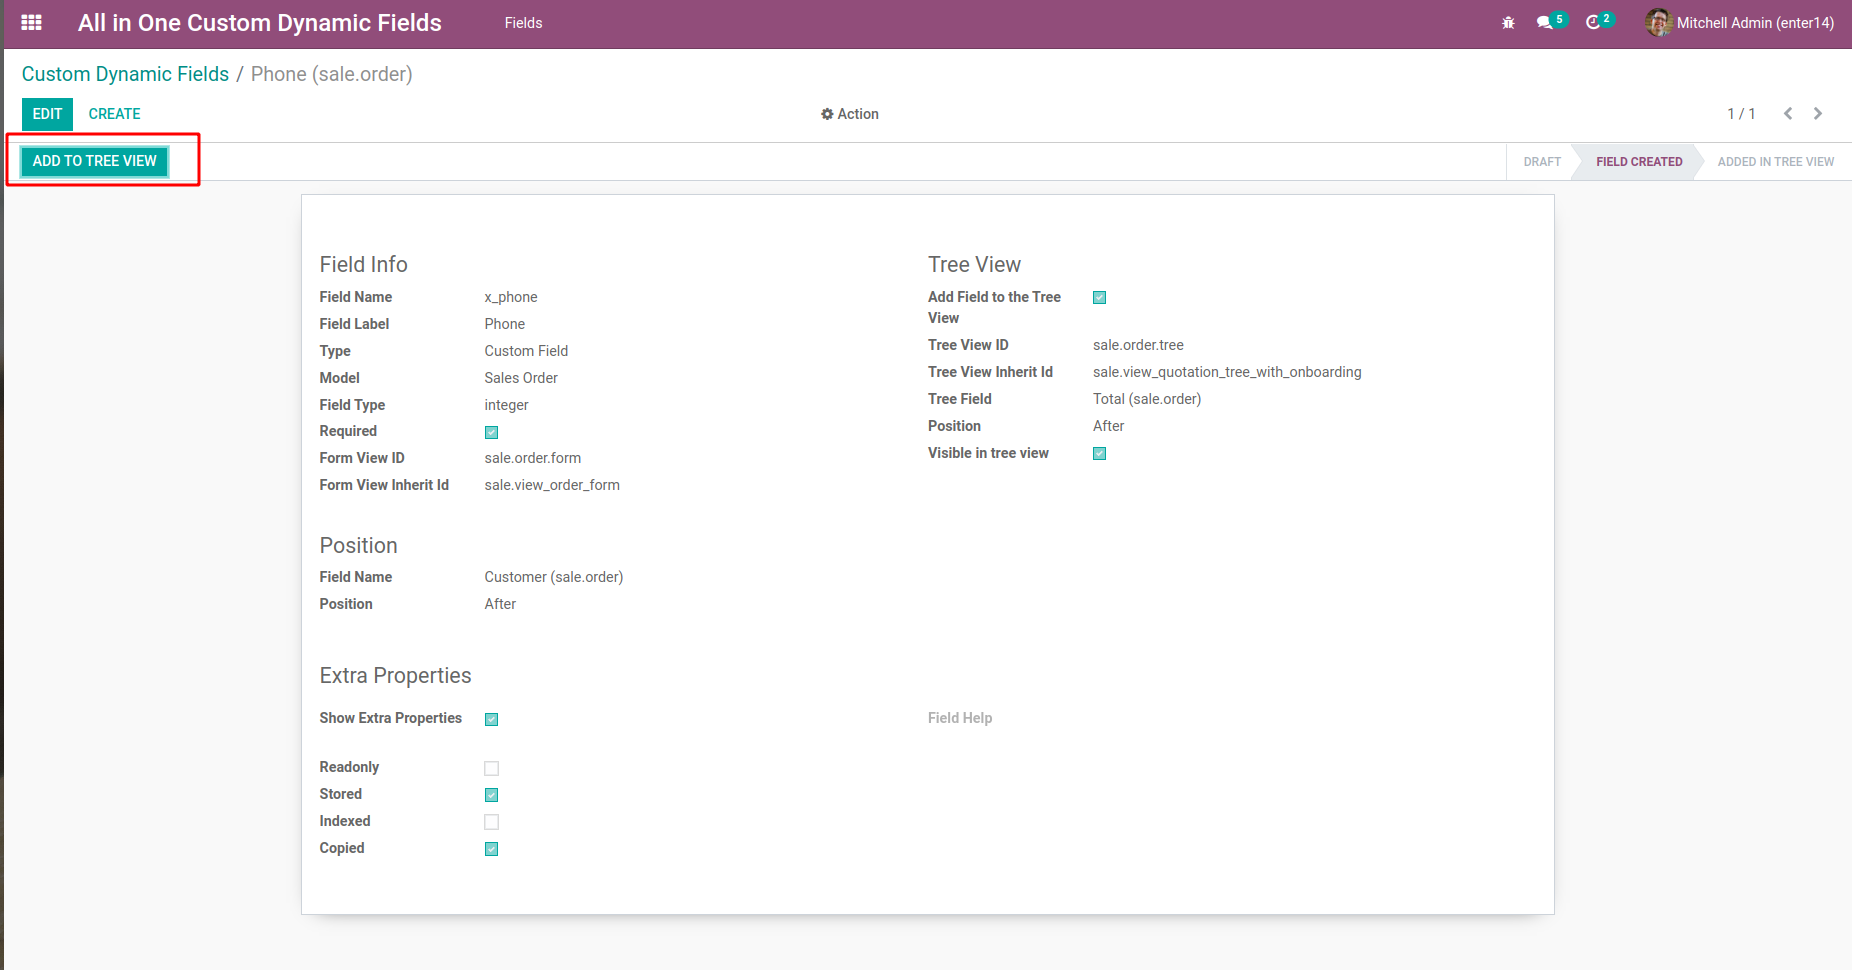 All in One Custom Dynamic Fields Fields 5 2 Mitchell Admin (enter14)
Custom Dynamic Fields / Phone (sale.order)
EDIT CREATE Action 1 / 1
ADD TO TREE VIEW DRAFT FIELD CREATED ADDED IN TREE VIEW
Field Info
Field Name x_phone
Field Label Phone
Type Custom Field
Model Sales Order
Field Type integer
Required
Form View ID sale.order.form
Form View Inherit Id sale.view_order_form
Tree View
Add Field to the Tree
View
Tree View ID sale.order.tree
Tree View Inherit Id sale.view_quotation_tree_with_onboarding
Tree Field Total (sale.order)
Position After
Visible in tree view
Position
Field Name Customer (sale.order)
Position After
Extra Properties
Show Extra Properties Field Help
Readonly
Stored
Indexed
Copied